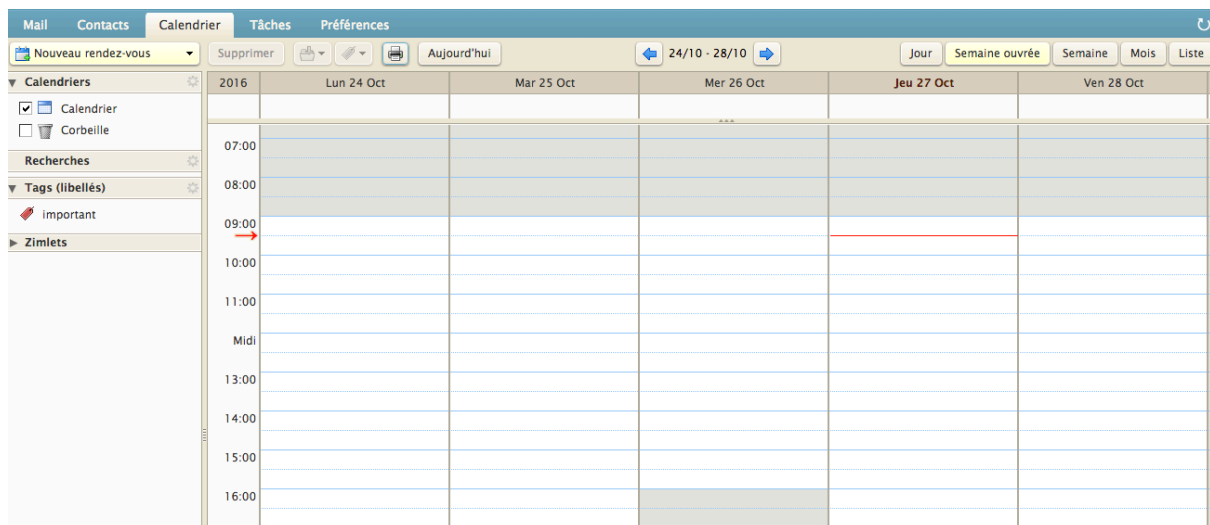 Mail Contacts Calendrier Tâches Préférences
Nouveau rendez-vous Supprimer Aujourd'hui 24/10 - 28/10 Jour Semaine ouvrée Semaine Mois Liste
Calendriers
Calendrier
Corbeille
Recherches
Tags (libellés)
important
Zimlets
2016 Lun 24 Oct Mar 25 Oct Mer 26 Oct Jeu 27 Oct Ven 28 Oct
07:00
08:00
09:00
10:00
11:00
Midi
13:00
14:00
15:00
16:00